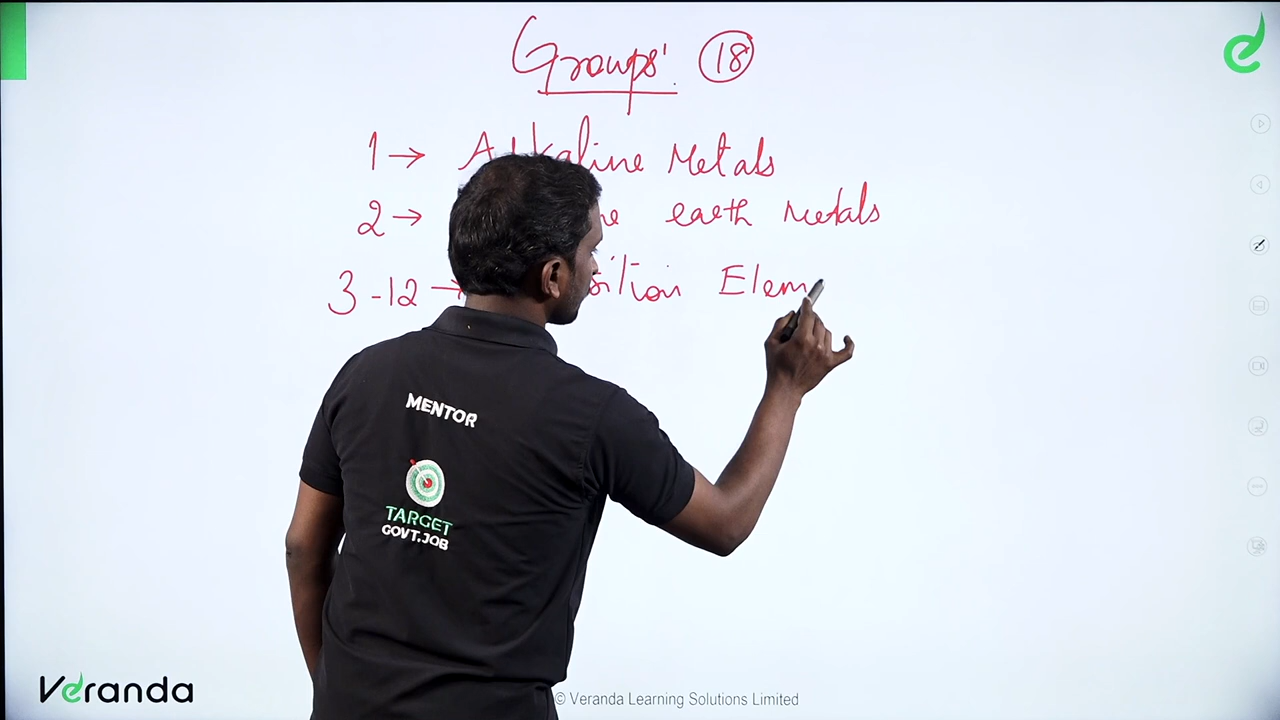 Groups' 18
1 → Alkaline Metals
2 → earth Metals
3-12 → Elem
MENTOR
TARGET
GOVT.JOB
Veranda
© Veranda Learning Solutions Limited